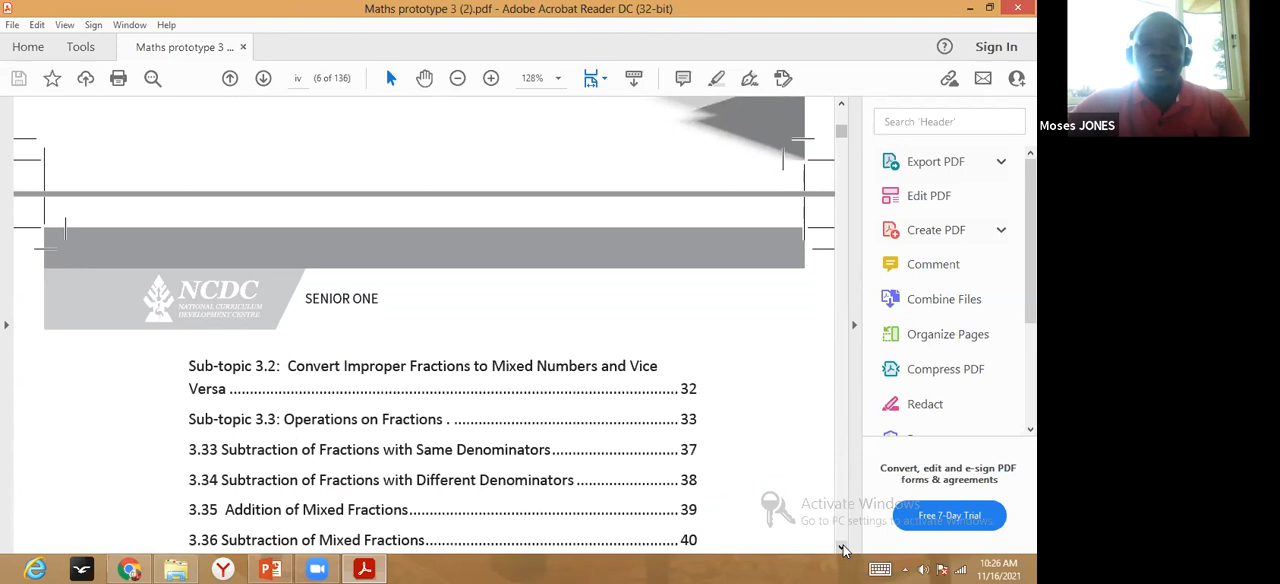 Maths prototype 3 (2).pdf - Adobe Acrobat Reader DC (32-bit)
File Edit View Sign Window Help
Home Tools Maths prototype 3 ... × Sign In
iv (6 of 136) 128%
Search 'Header'
Export PDF
Edit PDF
Create PDF
Comment
Combine Files
Organize Pages
Compress PDF
Redact
Convert, edit and e-sign PDF
forms & agreements
Free 7-Day Trial
NCDC
NATIONAL CURRICULUM
DEVELOPMENT CENTRE
SENIOR ONE
Sub-topic 3.2: Convert Improper Fractions to Mixed Numbers and Vice
Versa ........ 32
Sub-topic 3.3: Operations on Fractions . ........ 33
3.33 Subtraction of Fractions with Same Denominators........ 37
3.34 Subtraction of Fractions with Different Denominators ........ 38
3.35 Addition of Mixed Fractions........ 39
3.36 Subtraction of Mixed Fractions........ 40
Activate Windows
Go to PC settings to activate Windows.
10:26 AM
11/16/2021
Moses JONES